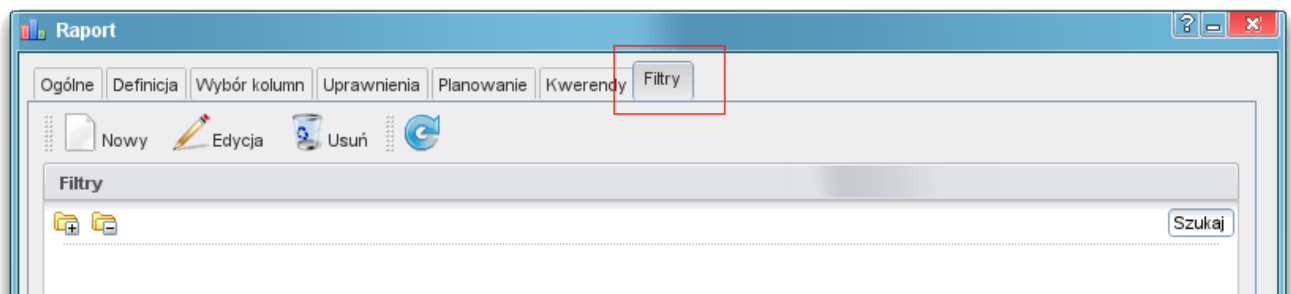 Raport
Ogólne Definicja Wybór kolumn Uprawnienia Planowanie Kwerendy Filtry
Nowy Edycja Usuń
Filtry
Szukaj